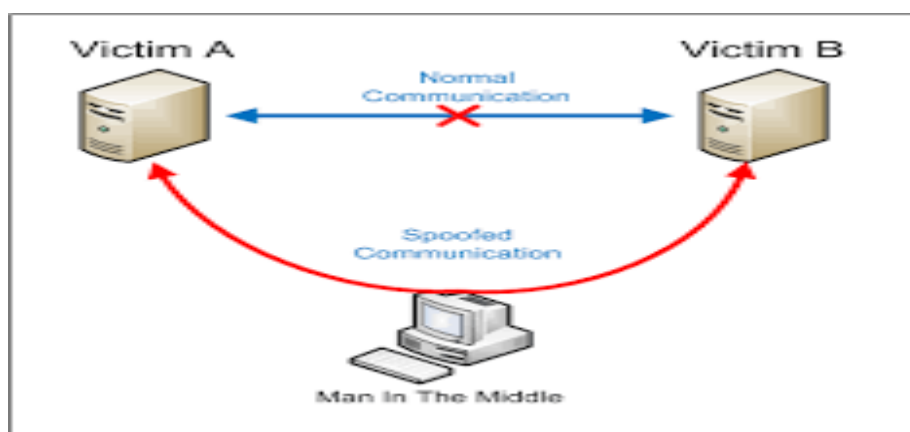 Victim A
Victim B
Normal
Communication
Spoofed
Communication
Man In The Middle